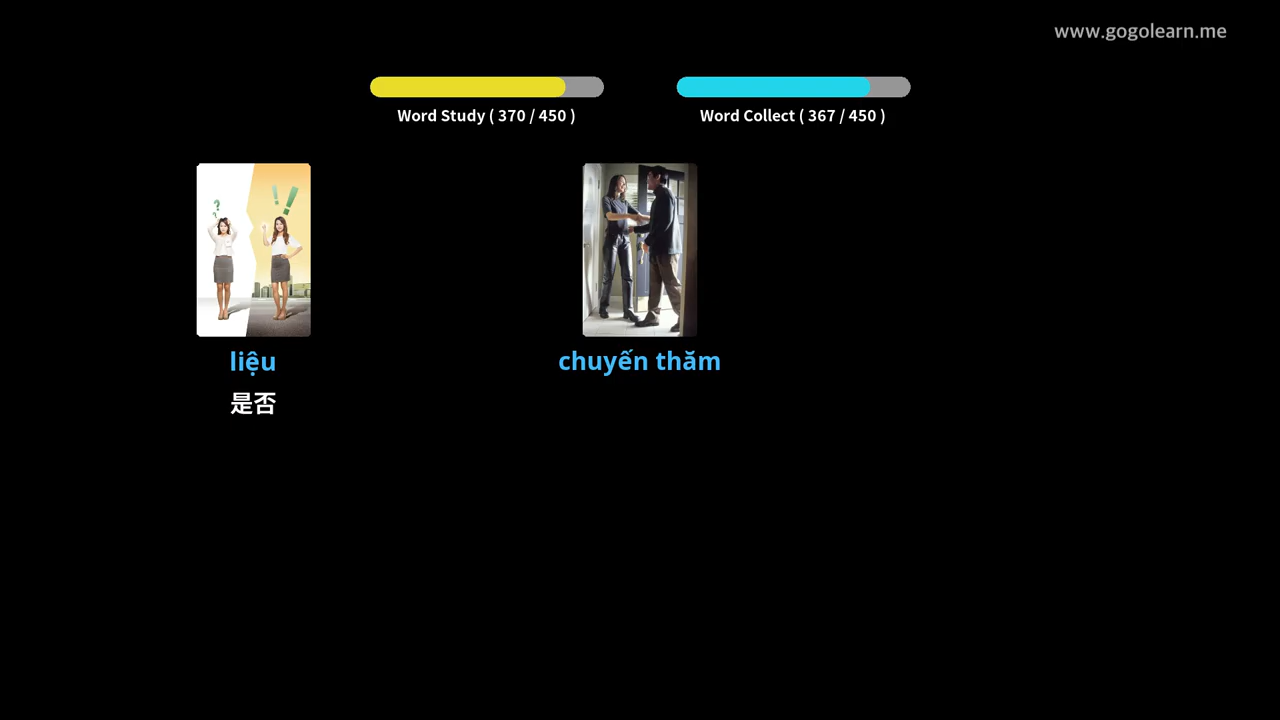 www.gogolearn.me
Word Study ( 370 / 450 )
Word Collect ( 367 / 450 )
liệu
是否
chuyến thăm